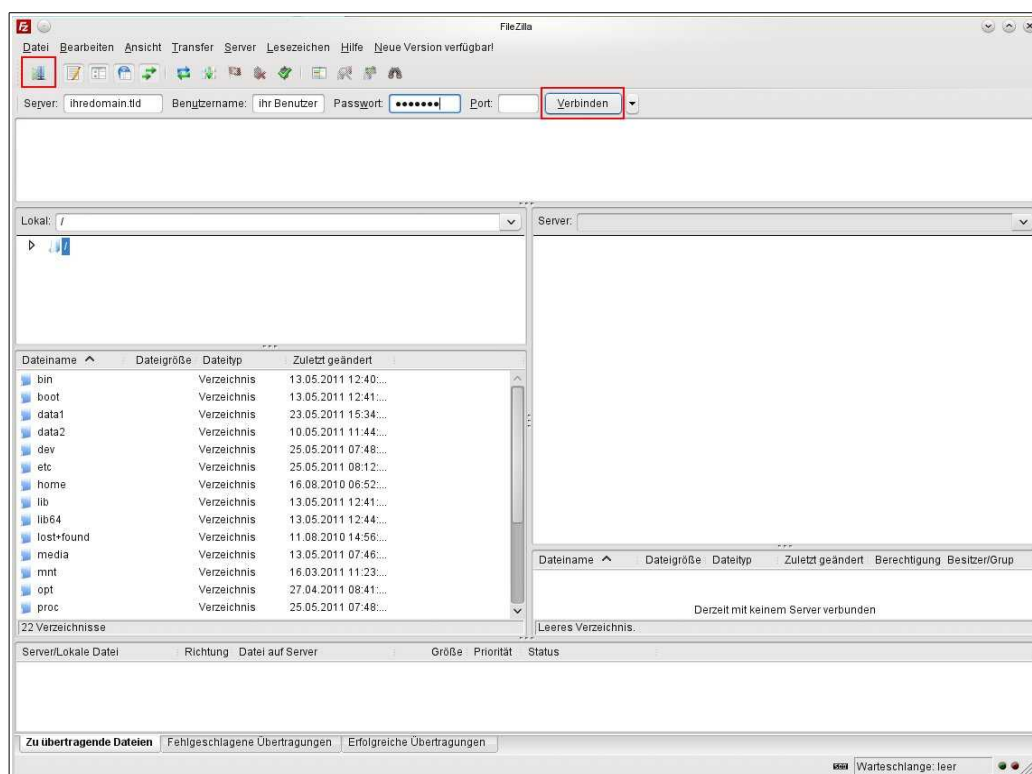 FileZilla
Datei Bearbeiten Ansicht Transfer Server Lesezeichen Hilfe Neue Version verfügbar!
Server: ihredomain.tld Benutzername: ihr Benutzer Passwort: ●●●●●●● Port: Verbinden
Lokal: /
Server:
/
Dateiname Dateigröße Dateityp Zuletzt geändert
bin Verzeichnis 13.05.2011 12:40:...
boot Verzeichnis 13.05.2011 12:41:...
data1 Verzeichnis 23.05.2011 15:34:...
data2 Verzeichnis 10.05.2011 11:44:...
dev Verzeichnis 25.05.2011 07:48:...
etc Verzeichnis 25.05.2011 08:12:...
home Verzeichnis 16.08.2010 06:52:...
lib Verzeichnis 13.05.2011 12:41:...
lib64 Verzeichnis 13.05.2011 12:44:...
lost+found Verzeichnis 11.08.2010 14:56:...
media Verzeichnis 13.05.2011 07:46:...
mnt Verzeichnis 16.03.2011 11:23:...
opt Verzeichnis 27.04.2011 08:41:...
proc Verzeichnis 25.05.2011 07:48:...
22 Verzeichnisse
Dateiname Dateigröße Dateityp Zuletzt geändert Berechtigung Besitzer/Grup
Derzeit mit keinem Server verbunden
Leeres Verzeichnis.
Server/Lokale Datei Richtung Datei auf Server Größe Priorität Status
Zu übertragende Dateien Fehlgeschlagene Übertragungen Erfolgreiche Übertragungen
Warteschlange: leer